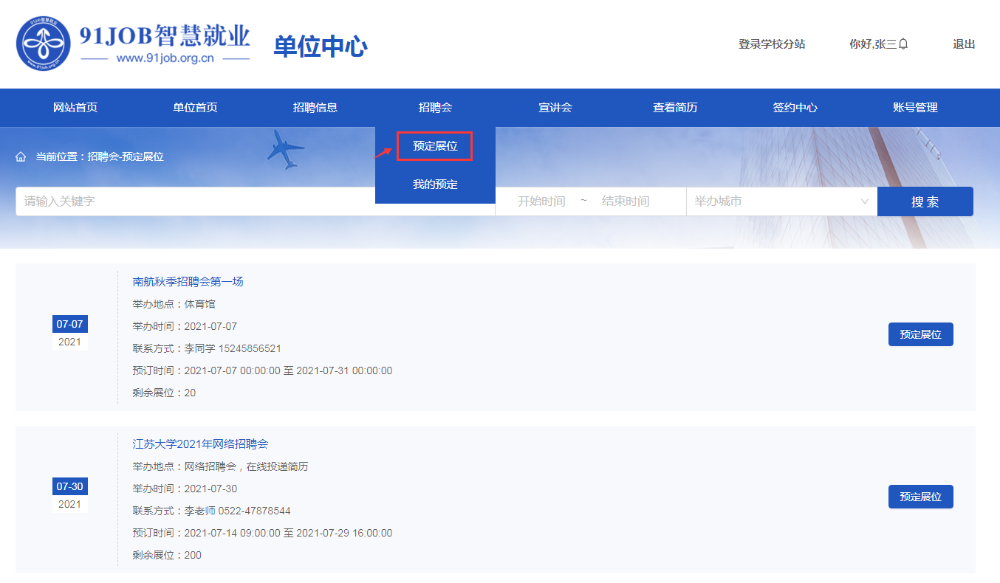 91JOB智慧就业
www.91job.org.cn
单位中心
登录学校分站
你好,张三
退出
网站首页
单位首页
招聘信息
招聘会
宣讲会
查看简历
签约中心
账号管理
预定展位
我的预定
当前位置：招聘会-预定展位
请输入关键字
开始时间 ~ 结束时间
举办城市
搜 索
07-07
2021
南航秋季招聘会第一场
举办地点：体育馆
举办时间：2021-07-07
联系方式：李同学 15245856521
预订时间：2021-07-07 00:00:00 至 2021-07-31 00:00:00
剩余展位：20
预定展位
07-30
2021
江苏大学2021年网络招聘会
举办地点：网络招聘会，在线投递简历
举办时间：2021-07-30
联系方式：李老师 0522-47878544
预订时间：2021-07-14 09:00:00 至 2021-07-29 16:00:00
剩余展位：200
预定展位